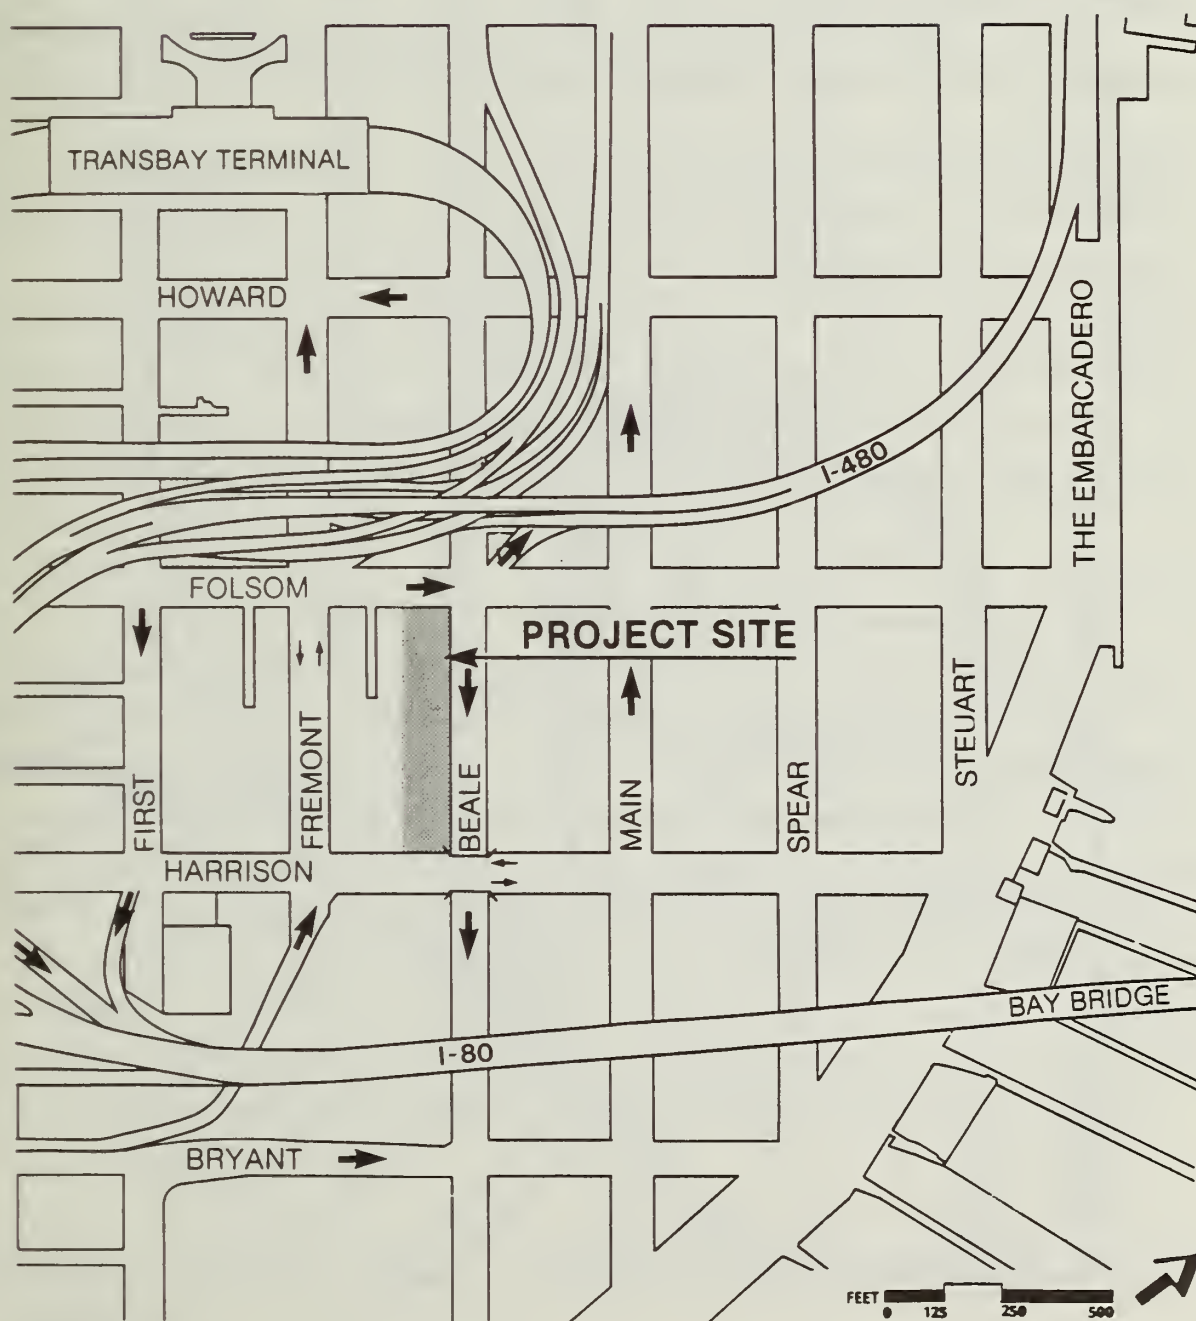 TRANSBAY TERMINAL
HOWARD
THE EMBARCADERO
I-480
FOLSOM
PROJECT SITE
FIRST
FREMONT
BEALE
MAIN
SPEAR
STEUART
HARRISON
BAY BRIDGE
I-80
BRYANT
FEET
0 125 250 500